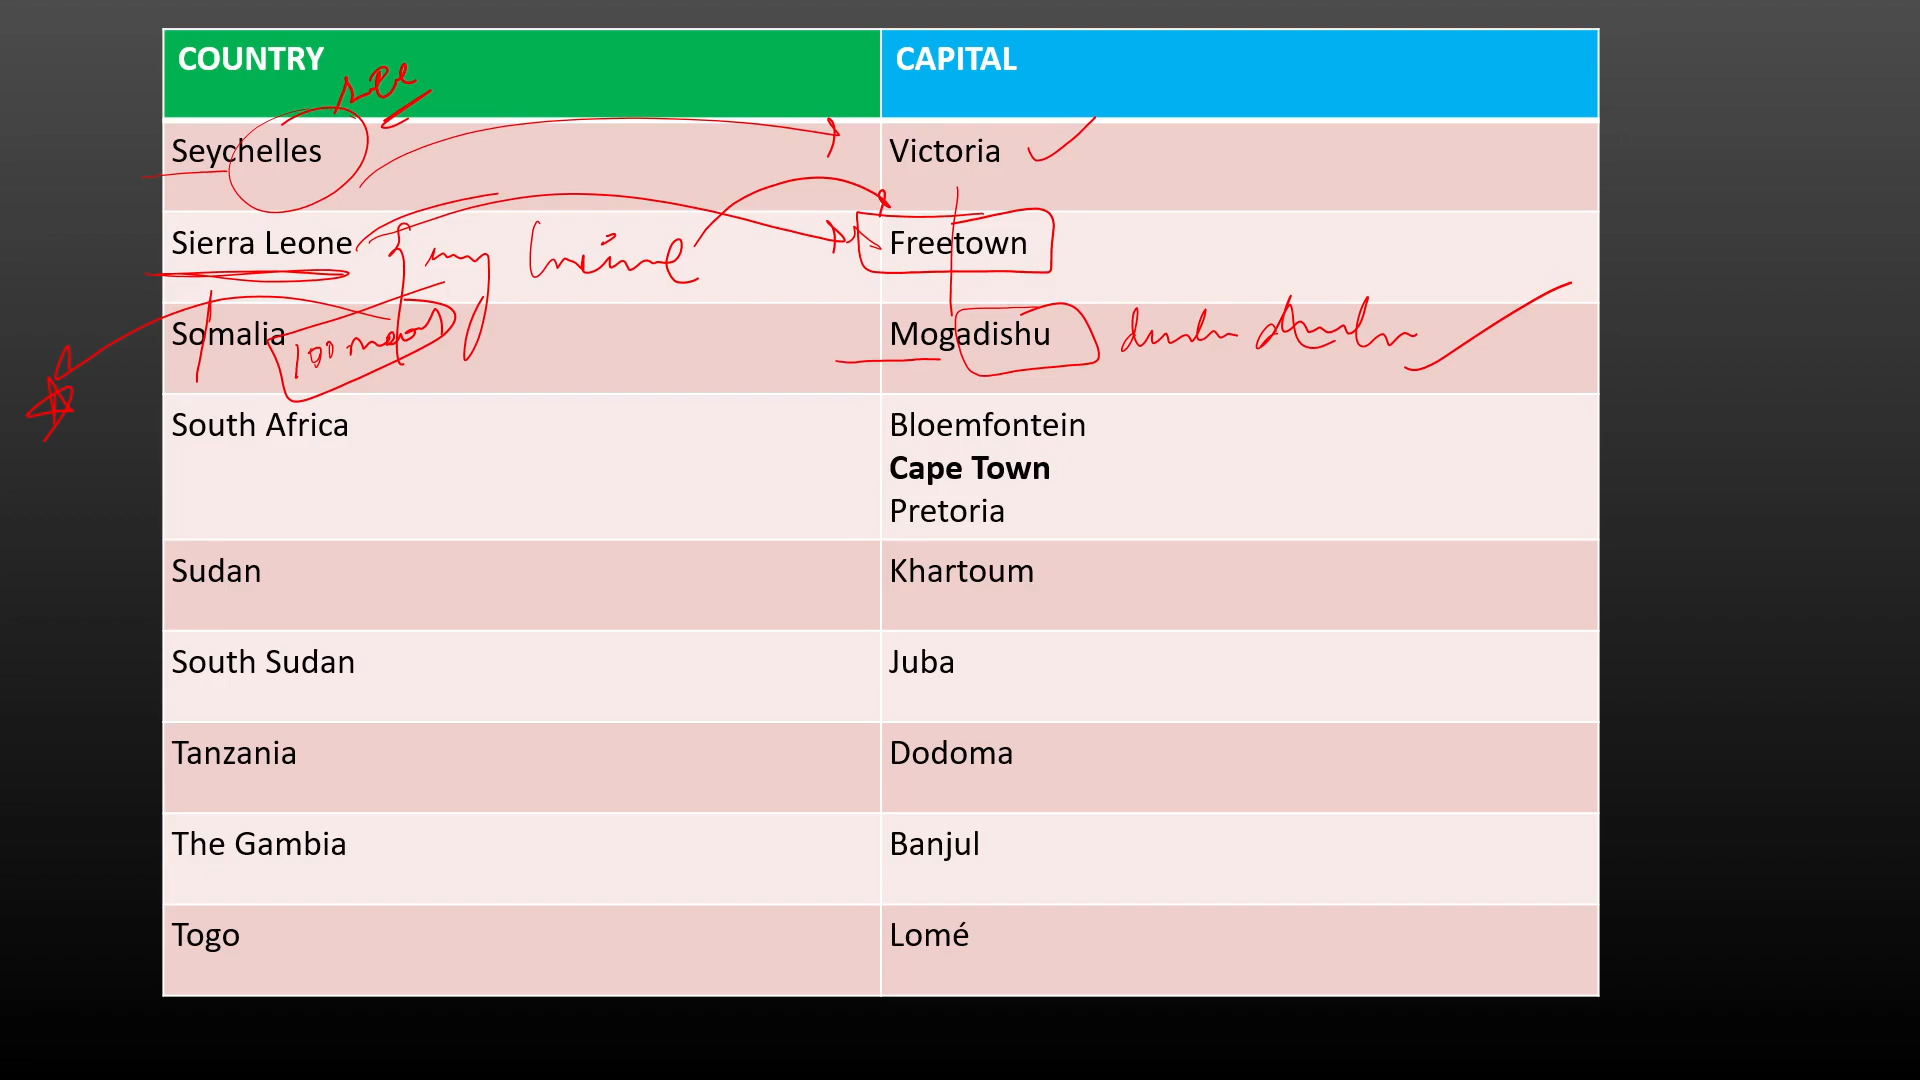 COUNTRY CAPITAL
see
Seychelles Victoria
Sierra Leone Freetown
Somalia Mogadishu
South Africa Bloemfontein
Cape Town
Pretoria
Sudan Khartoum
South Sudan Juba
Tanzania Dodoma
The Gambia Banjul
Togo Lomé